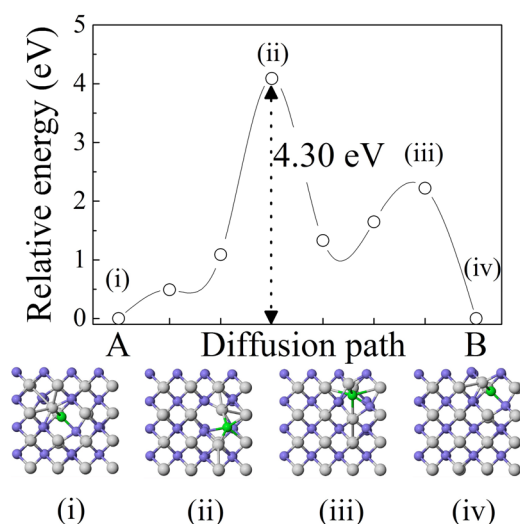 Relative energy (eV)
5
4
3
2
1
0
(i)
(ii)
4.30 eV
(iii)
(iv)
A
Diffusion path
B
(i)
(ii)
(iii)
(iv)